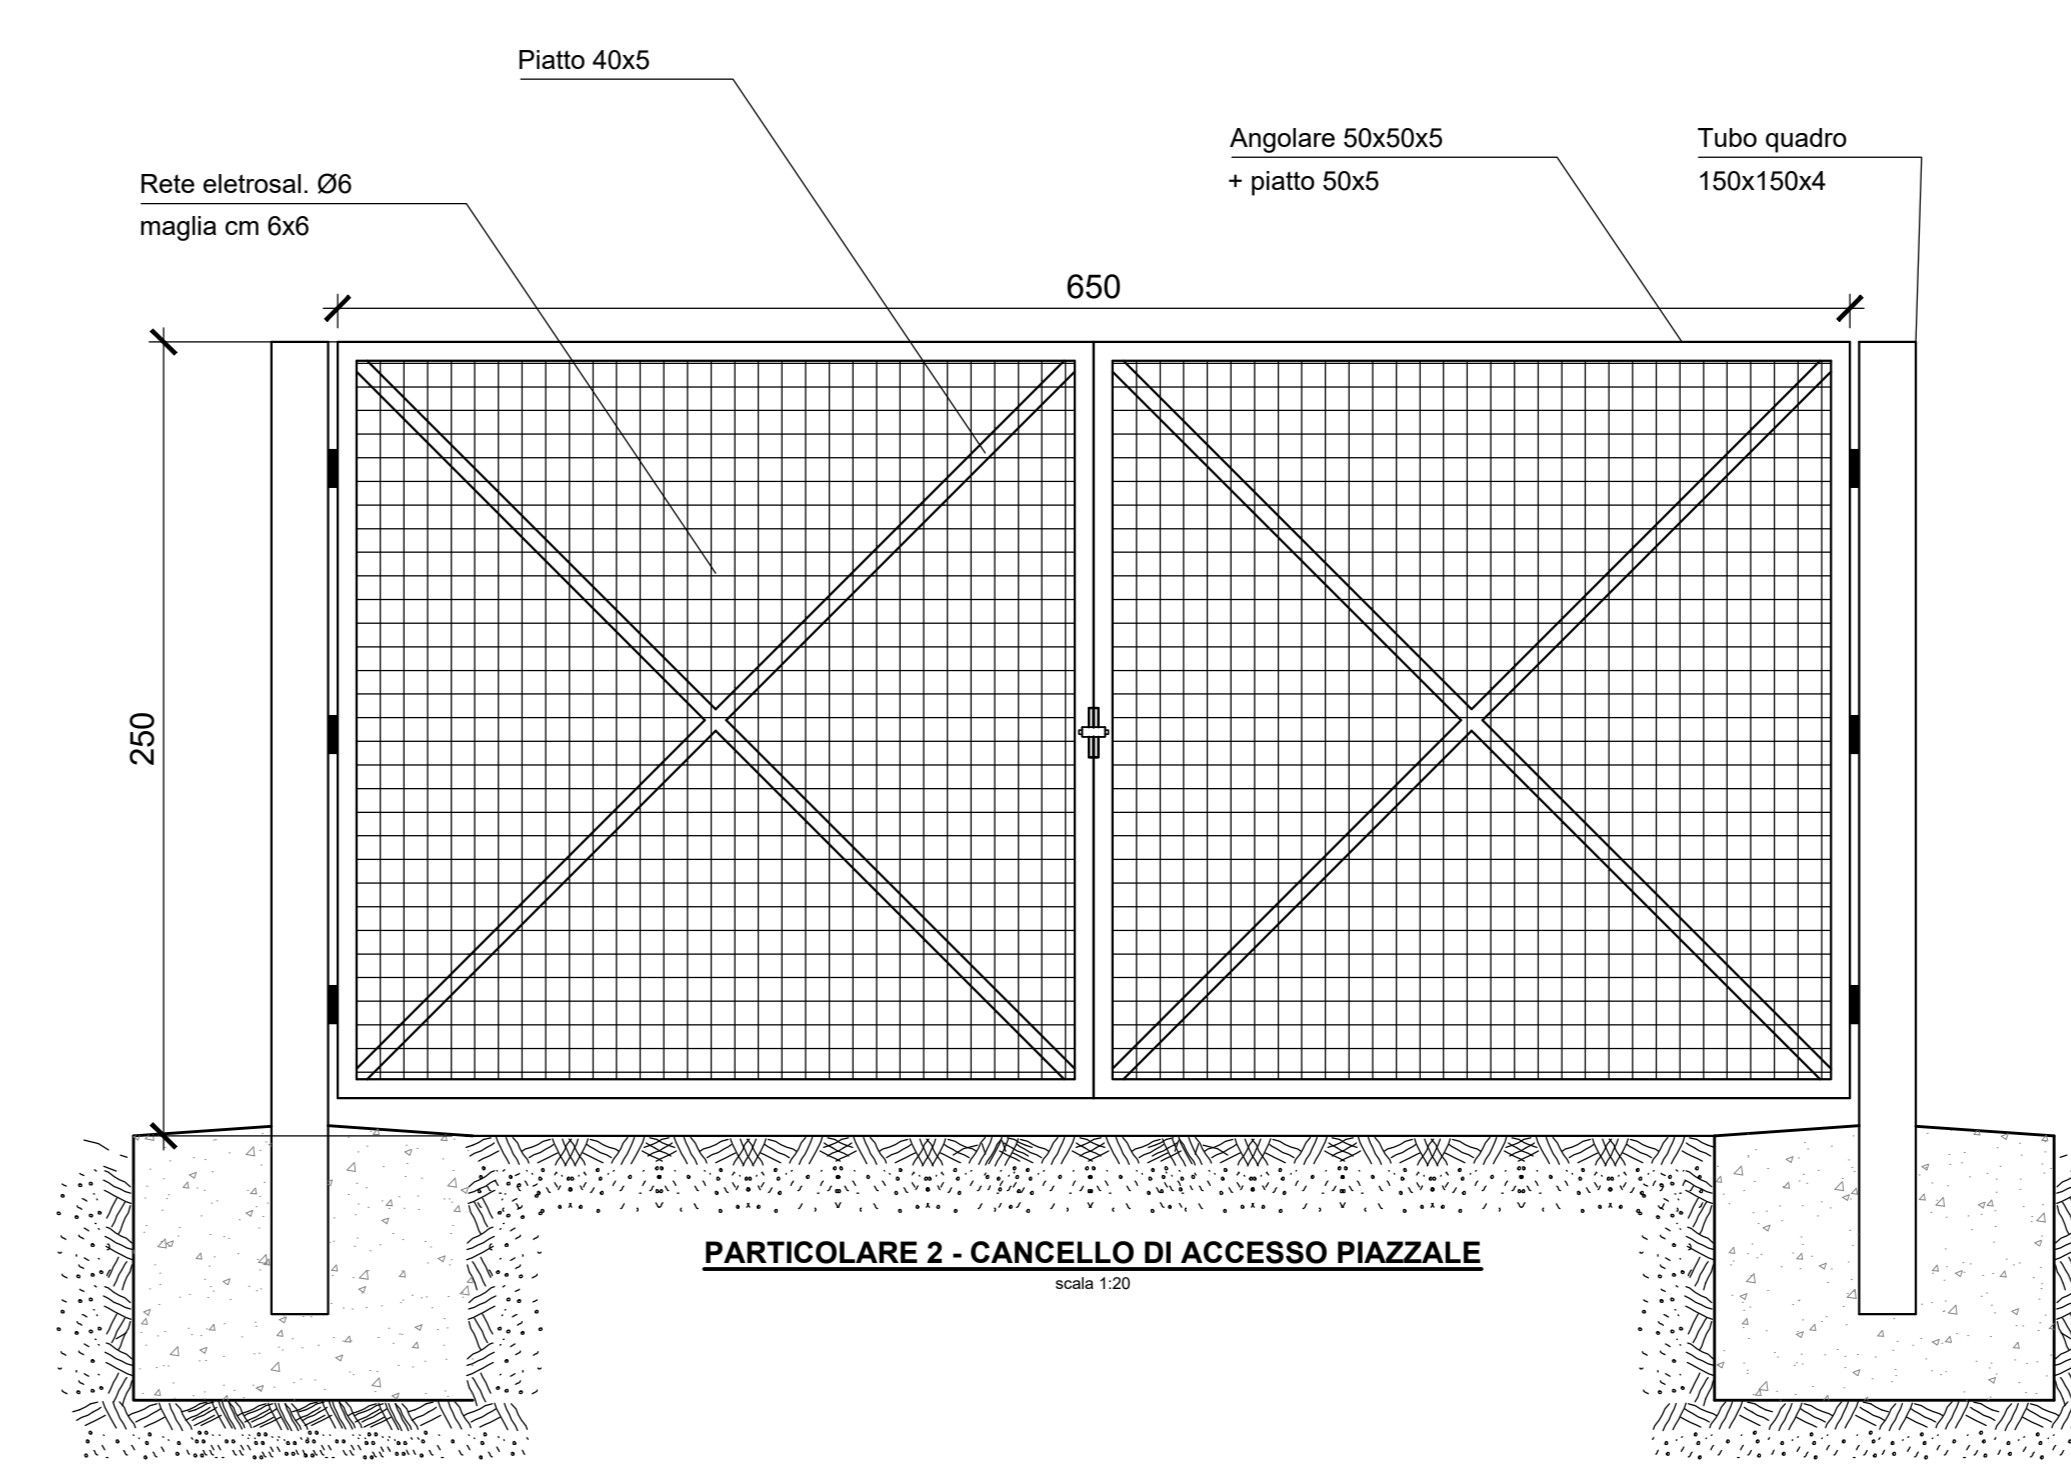 Piatto 40x5
Angolare 50x50x5
+ piatto 50x5
Tubo quadro
150x150x4
Rete eletrosal. Ø6
maglia cm 6x6
650
250
PARTICOLARE 2 - CANCELLO DI ACCESSO PIAZZALE
scala 1:20